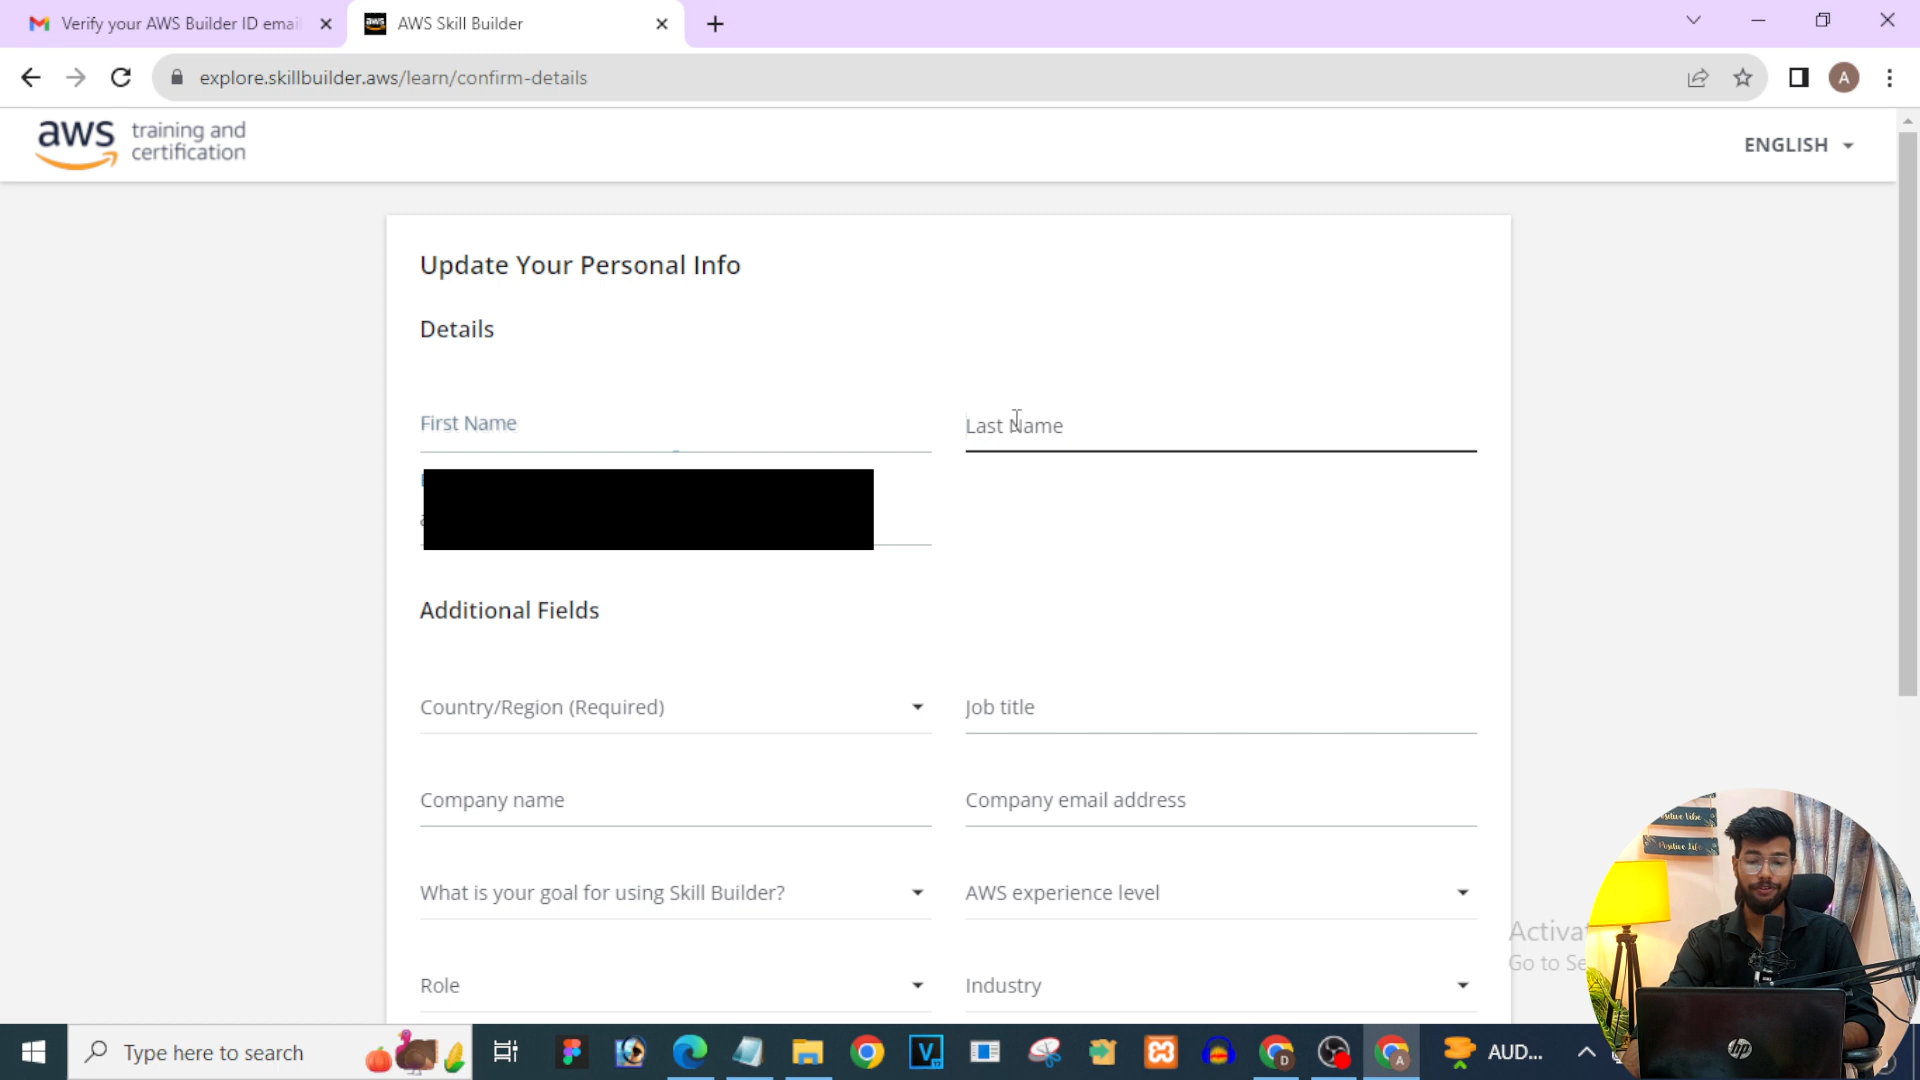 Verify your AWS Builder ID emai
AWS Skill Builder
explore.skillbuilder.aws/learn/confirm-details
A
aws training and certification
ENGLISH
Update Your Personal Info
Details
First Name
Last Name
Additional Fields
Country/Region (Required)
Job title
Company name
Company email address
What is your goal for using Skill Builder?
AWS experience level
Role
Industry
Activa
Go to Se
Positive Life
hp
Type here to search
AUD...